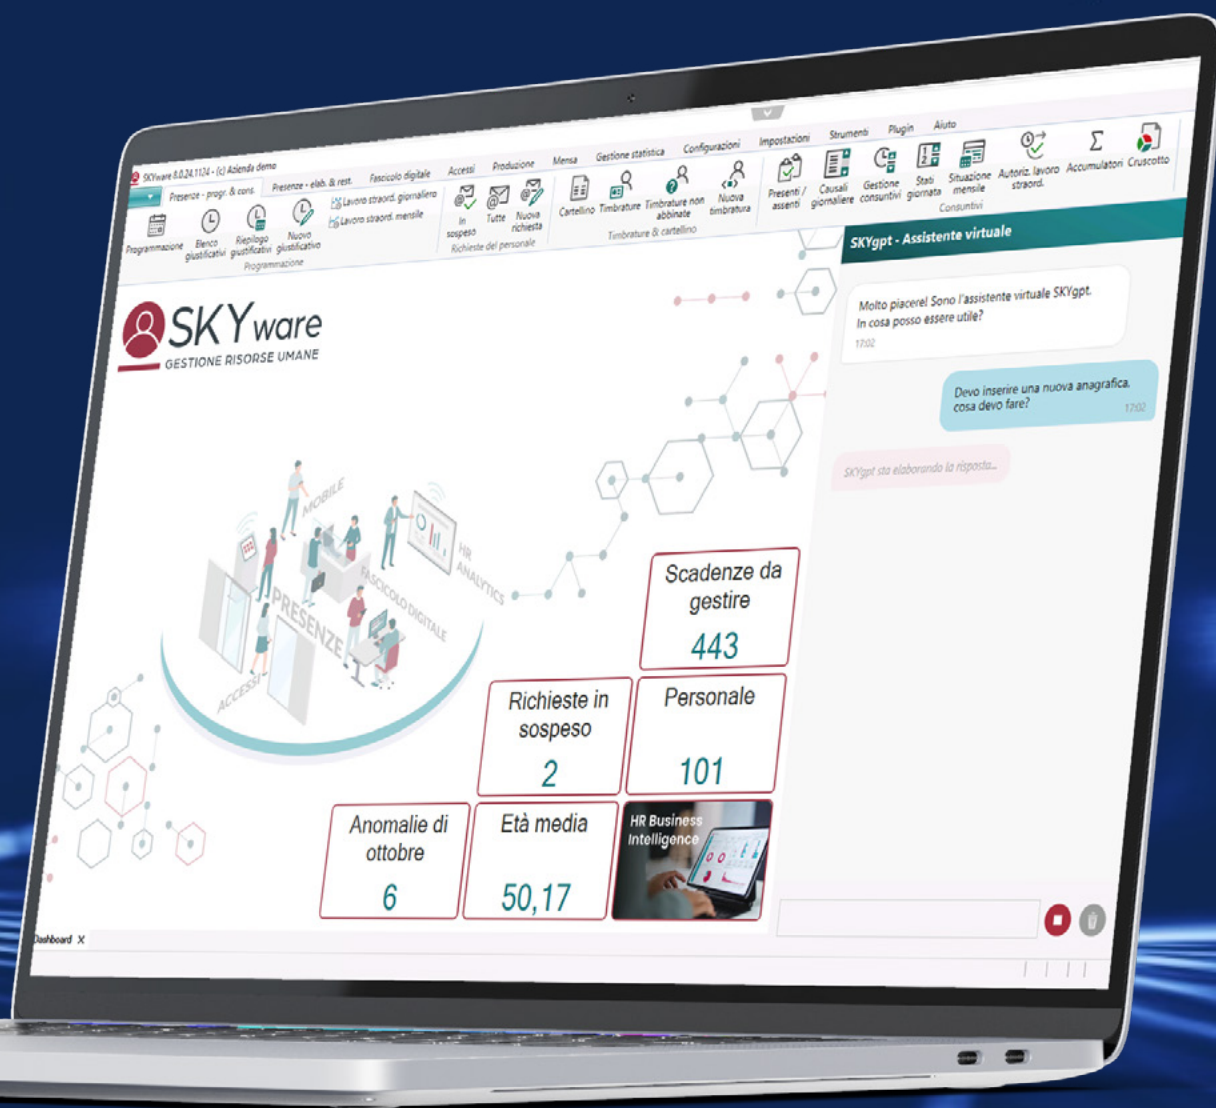 SKYware 8.0.24.1124 - (c) Azienda demo
Presenze - progr. & cons.
Presenze - elab. & rest.
Fascicolo digitale
Accessi
Produzione
Mensa
Gestione statistica
Configurazioni
Impostazioni
Strumenti
Plugin
Aiuto
Programmazione
Elenco
giustificativi
Riepilogo
giustificativi
Nuovo
giustificativo
Lavoro straord. giornaliero
Lavoro straord. mensile
Programmazione
In
sospeso
Tutte
Nuova
richiesta
Richieste del personale
Cartellino
Timbrature
Timbrature non
abbinate
Nuova
timbratura
Timbrature & cartellino
Presenti /
assenti
Causali
giornaliere
Gestione
consuntivi
Stati
giornata
Situazione
mensile
Autoriz. lavoro
straord.
Accumulatori
Cruscotto
Consuntivi
SKYware
GESTIONE RISORSE UMANE
MOBILE
HR
ANALYTICS
FASCICOLO DIGITALE
PRESENZE
ACCESSI
Scadenze da
gestire
443
Richieste in
sospeso
2
Personale
101
Anomalie di
ottobre
6
Età media
50,17
HR Business
Intelligence
SKYgpt - Assistente virtuale
Molto piacere! Sono l'assistente virtuale SKYgpt.
In cosa posso essere utile?
17:02
Devo inserire una nuova anagrafica,
cosa devo fare?
17:02
SKYgpt sta elaborando la risposta...
Dashboard X